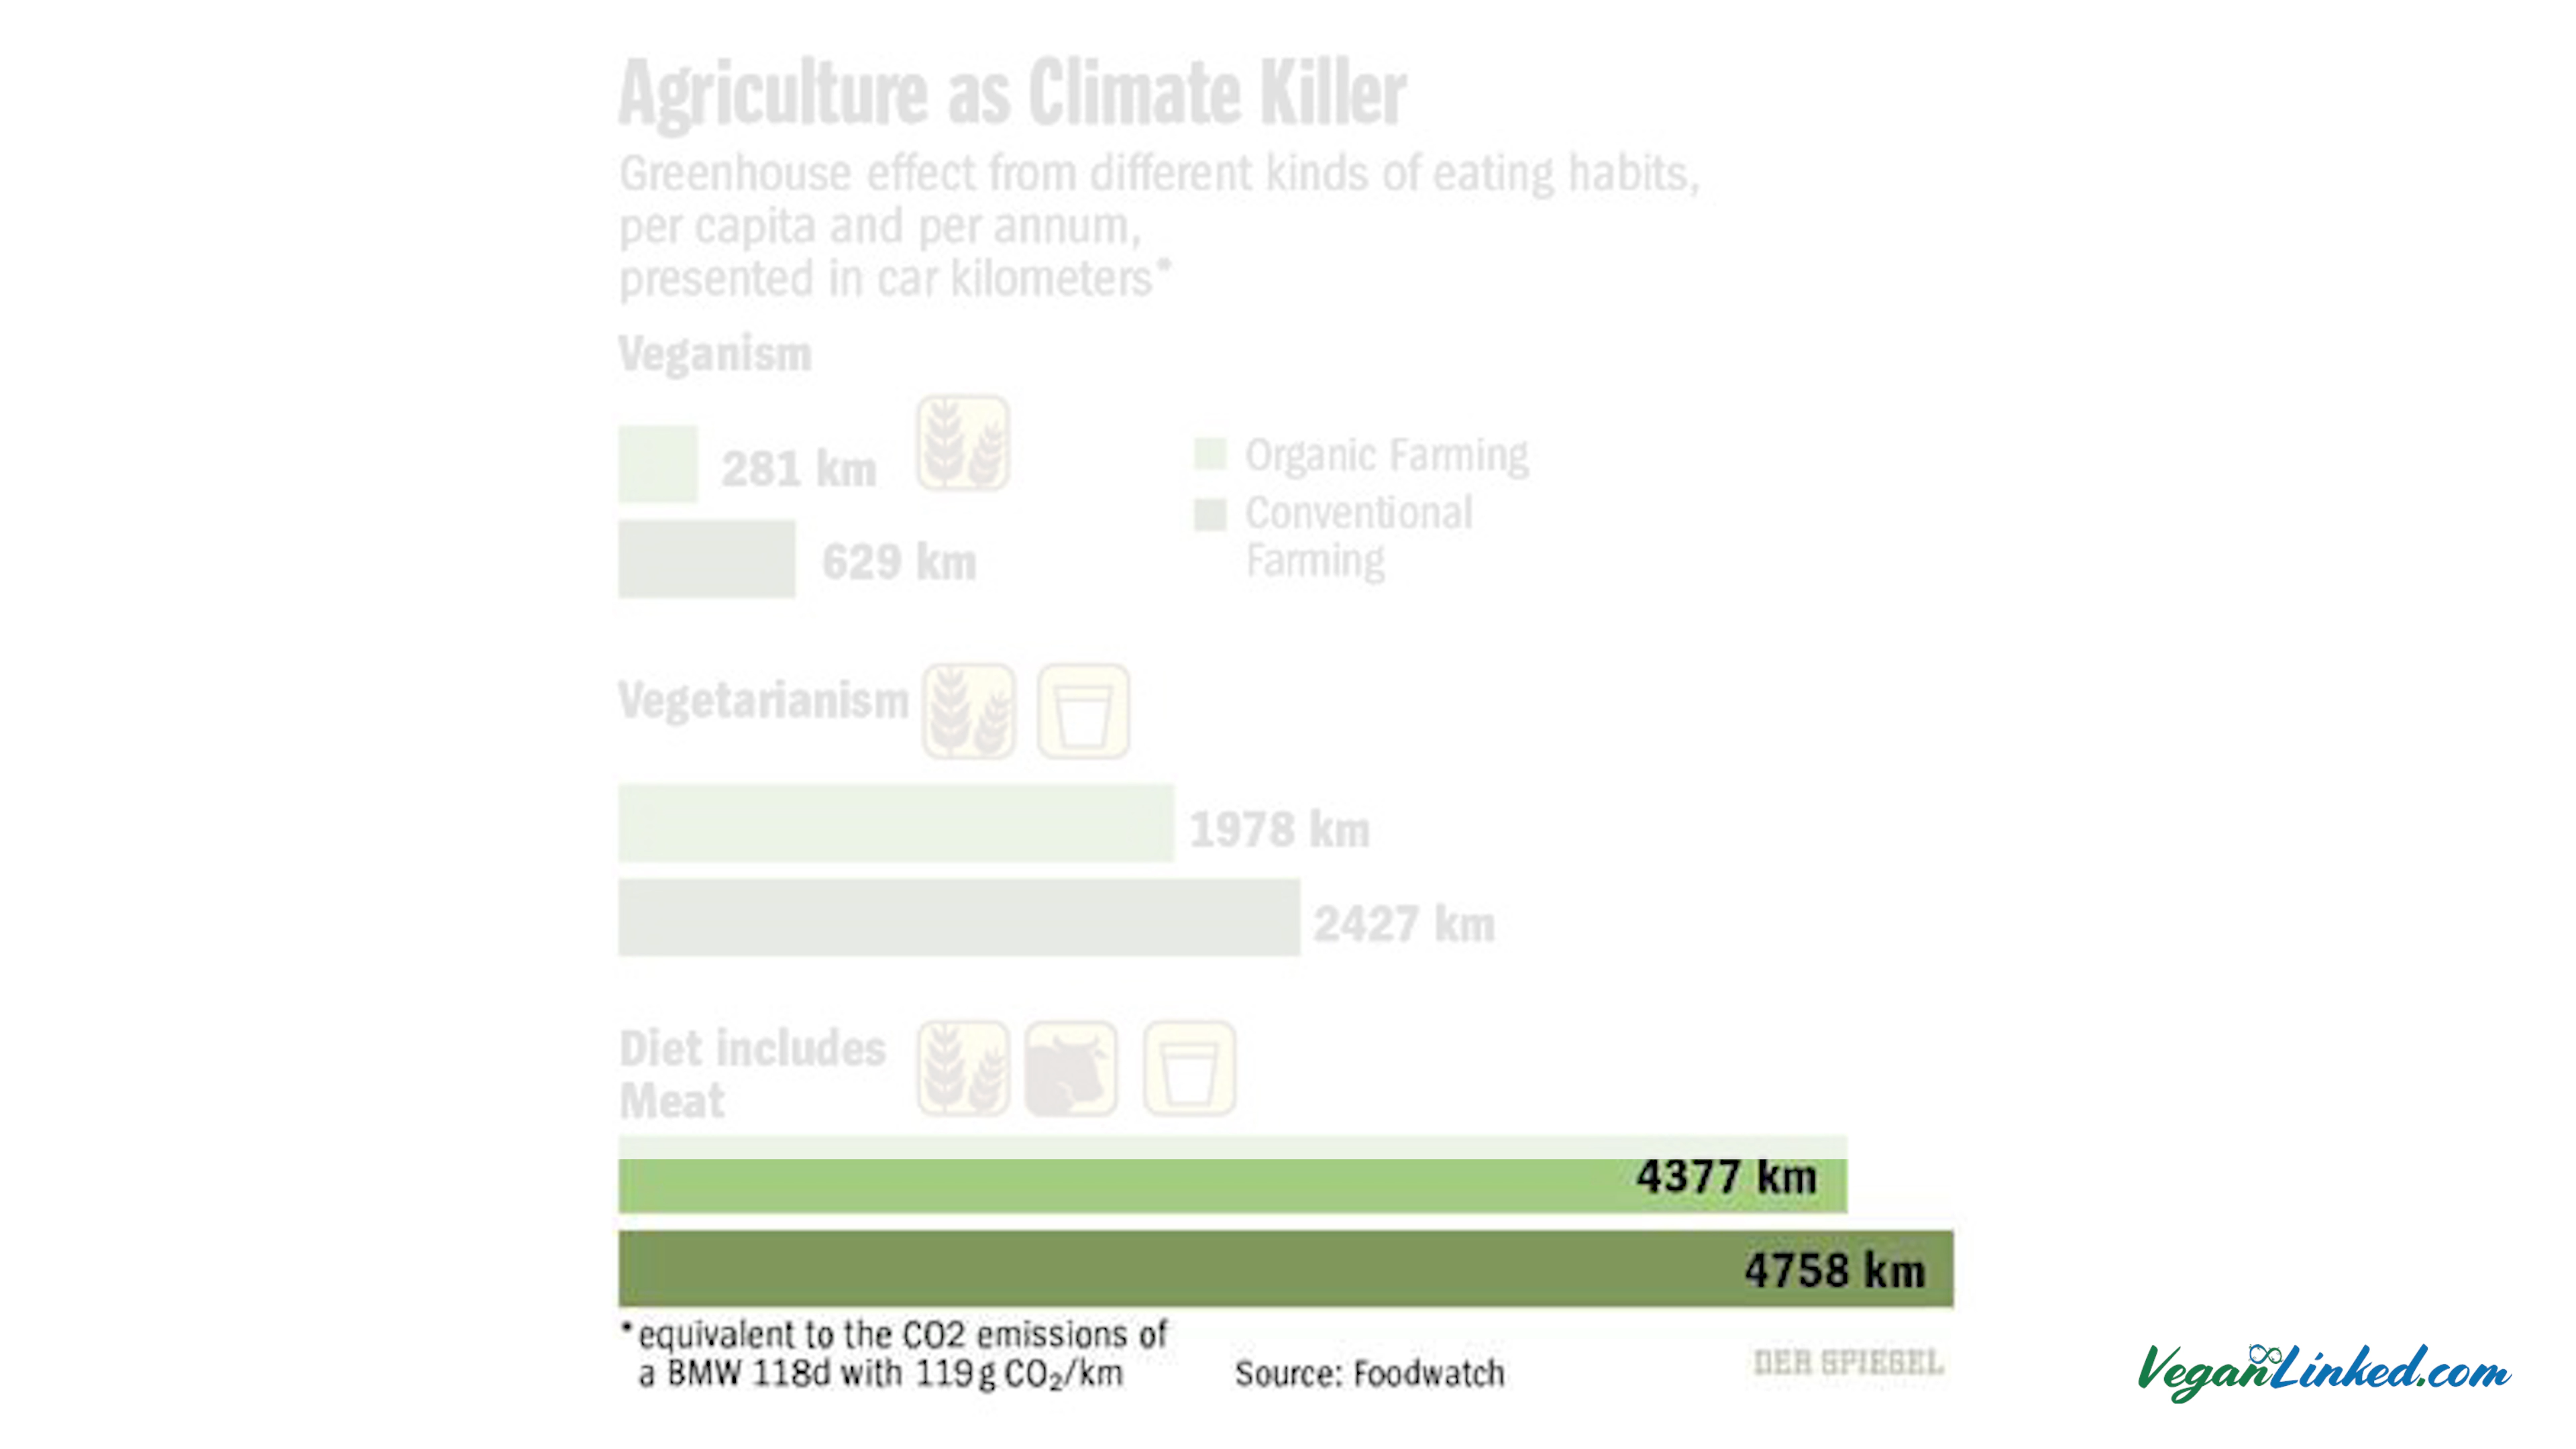 Agriculture as Climate Killer
Greenhouse effect from different kinds of eating habits,
per capita and per annum,
presented in car kilometers*
Veganism
281 km
629 km
Organic Farming
Conventional
Farming
Vegetarianism
1978 km
2427 km
Diet includes
Meat
4377 km
4758 km
*equivalent to the CO2 emissions of
a BMW 118d with 119 g CO₂/km
Source: Foodwatch
DER SPIEGEL
VeganLinked.com